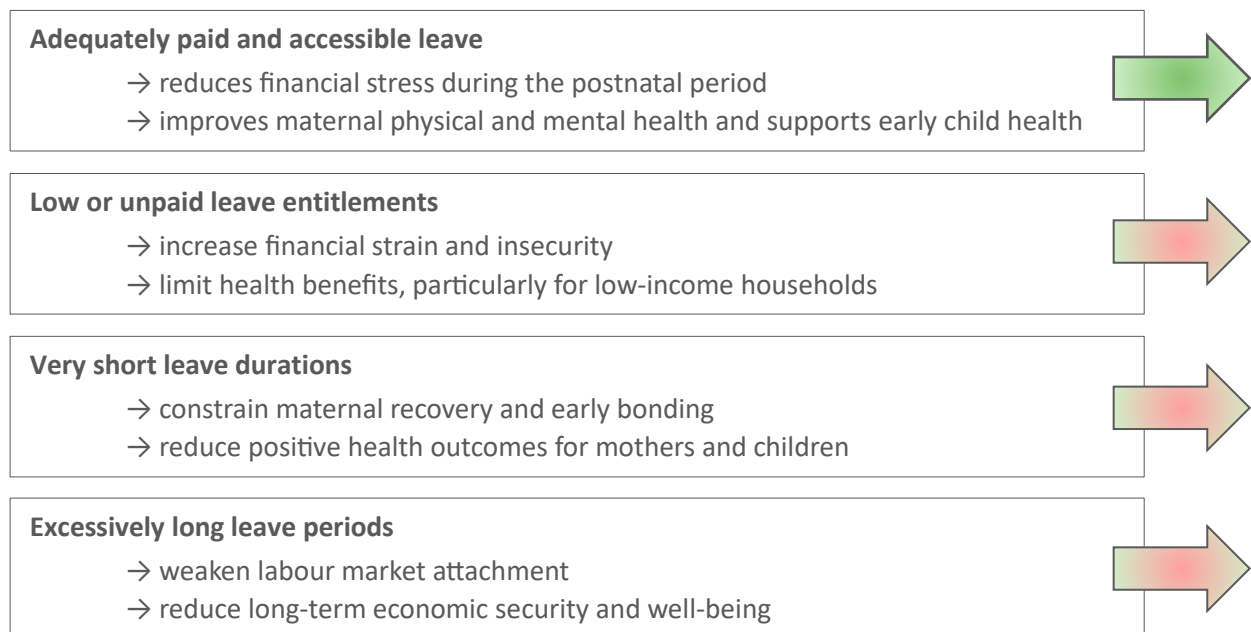 Adequately paid and accessible leave
→ reduces financial stress during the postnatal period
→ improves maternal physical and mental health and supports early child health
Low or unpaid leave entitlements
→ increase financial strain and insecurity
→ limit health benefits, particularly for low-income households
Very short leave durations
→ constrain maternal recovery and early bonding
→ reduce positive health outcomes for mothers and children
Excessively long leave periods
→ weaken labour market attachment
→ reduce long-term economic security and well-being